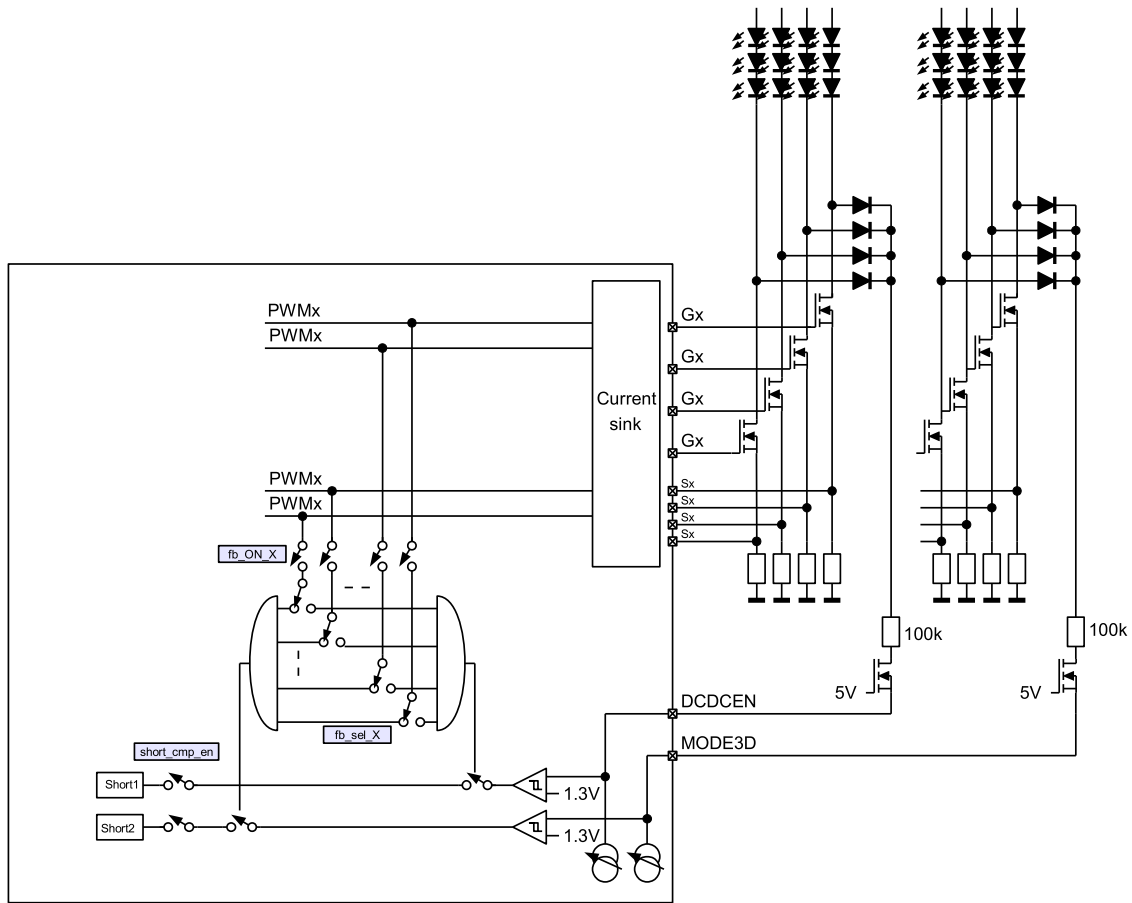 PWMx
Gx
PWMx
Gx
Current
sink
Gx
Gx
PWMx
Sx
PWMx
Sx
Sx
Sx
fb_ON_X
100k
100k
5V
5V
DCDCEN
fb_sel_X
MODE3D
short_cmp_en
Short1
1.3V
Short2
1.3V